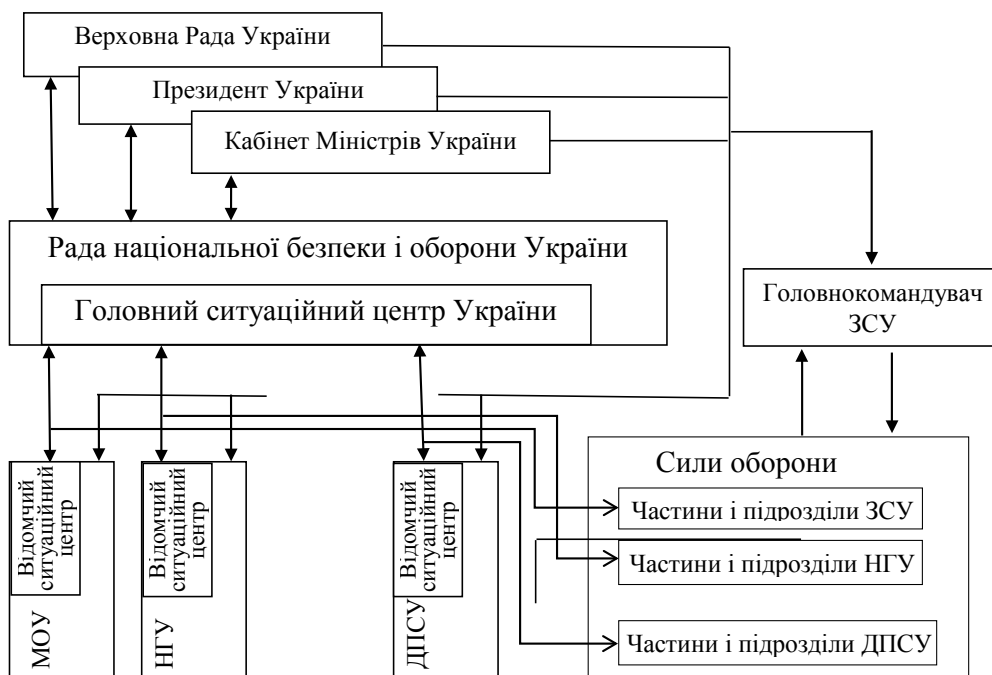 Верховна Рада України
Президент України
Кабінет Міністрів України
Рада національної безпеки і оборони України
Головний ситуаційний центр України
Головнокомандувач
ЗСУ
Відомчий
ситуаційний
центр
МОУ
Відомчий
ситуаційний
центр
НГУ
Відомчий
ситуаційний
центр
ДПСУ
Сили оборони
Частини і підрозділи ЗСУ
Частини і підрозділи НГУ
Частини і підрозділи ДПСУ